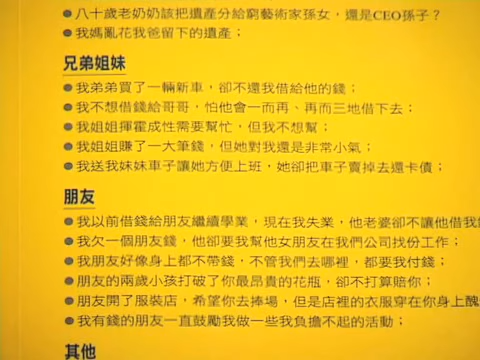 ●八十歲老奶奶該把遺產分給窮藝術家孫女，還是CEO孫子？
●我媽亂花我爸留下的遺產；
兄弟姐妹
●我弟弟買了一輛新車，卻不還我借給他的錢；
●我不想借錢給哥哥，怕他會一而再、再而三地借下去；
●我姐姐揮霍成性需要幫忙，但我不想幫；
●我姐姐賺了一大筆錢，但她對我還是非常小氣；
●我送我妹妹車子讓她方便上班，她卻把車子賣掉去還卡債；
朋友
●我以前借錢給朋友繼續學業，現在我失業，他老婆卻不讓他借我
●我欠一個朋友錢，他卻要我幫他女朋友在我們公司找份工作；
●我朋友好像身上都不帶錢，不管我們去哪裡，都要我付錢；
●朋友的兩歲小孩打破了你最昂貴的花瓶，卻不打算賠你；
●朋友開了服裝店，希望你去捧場，但是店裡的衣服穿在你身上醜
●我有錢的朋友一直鼓勵我做一些我負擔不起的活動；
其他